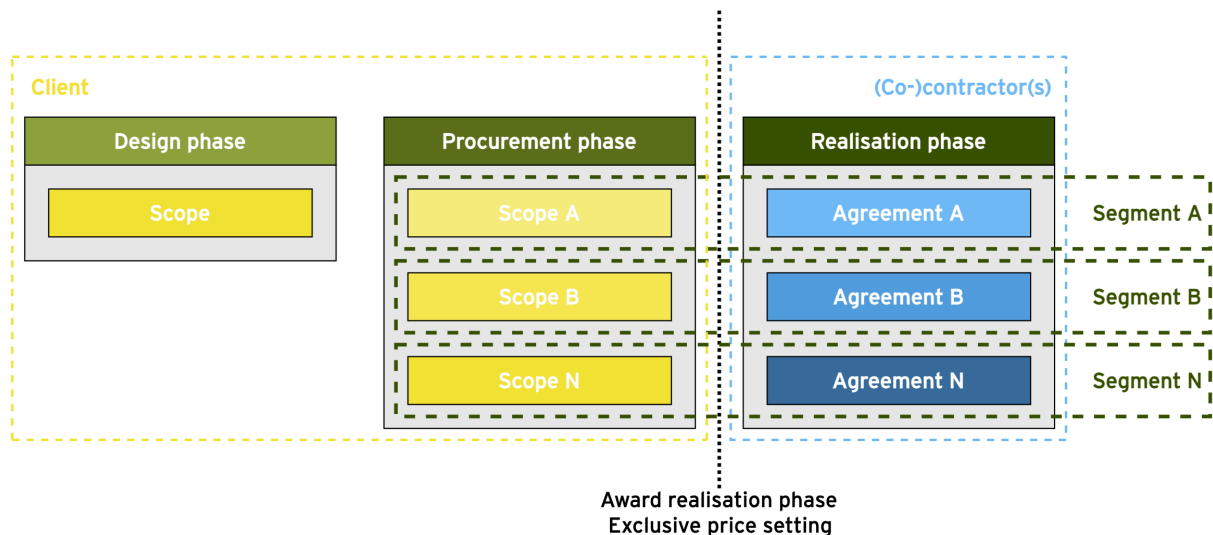 Client
(Co-)contractor(s)
Design phase
Procurement phase
Realisation phase
Scope
Scope A
Agreement A
Segment A
Scope B
Agreement B
Segment B
Scope N
Agreement N
Segment N
Award realisation phase
Exclusive price setting